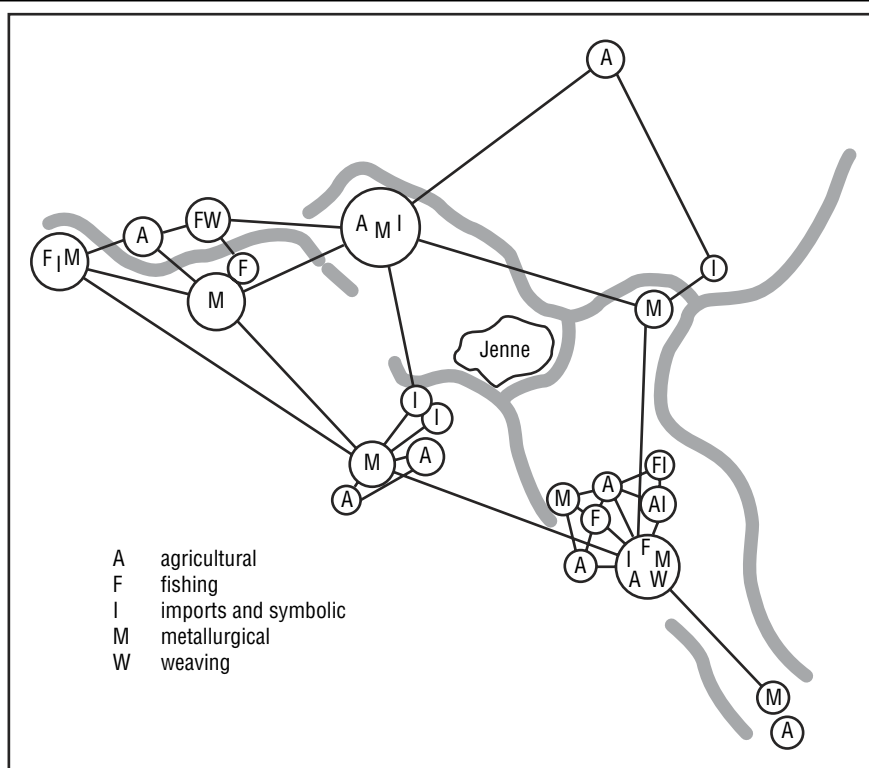 A
FW
A
A M I
F I M
F
I
M
M
Jenne
I
I
A
M
FI
A
M
AI
A
F
F
I M
A W
A
A agricultural
F fishing
I imports and symbolic
M metallurgical
W weaving
M
A